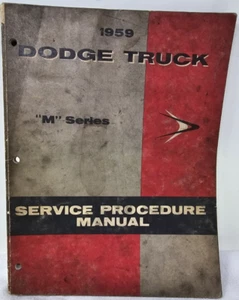 1959
DODGE TRUCK
"M" Series
SERVICE PROCEDURE
MANUAL